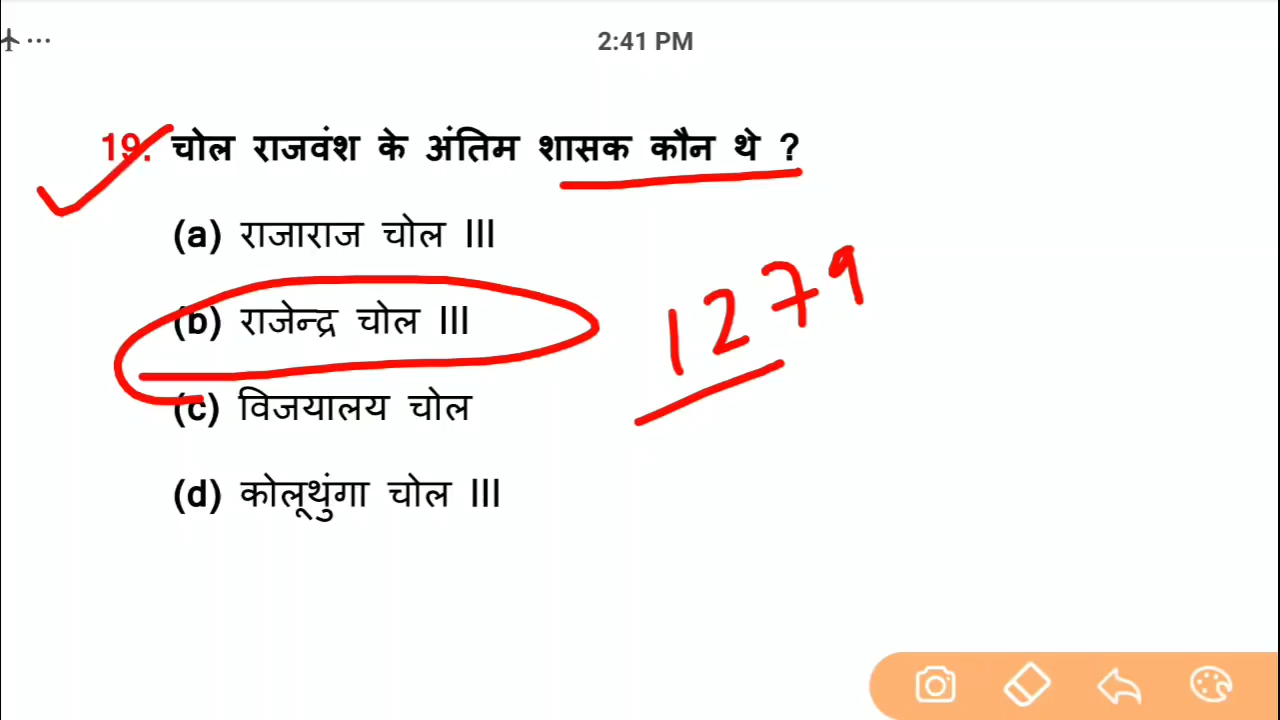 2:41 PM
19. चोल राजवंश के अंतिम शासक कौन थे ?
(a) राजाराज चोल III
(b) राजेन्द्र चोल III
1279
(c) विजयालय चोल
(d) कोलूथुंगा चोल III